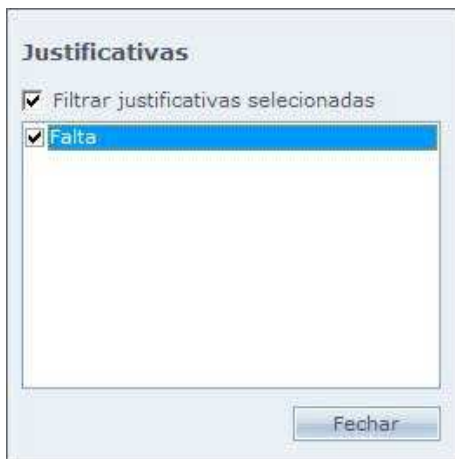 Justificativas
Filtrar justificativas selecionadas
Falta
Fechar